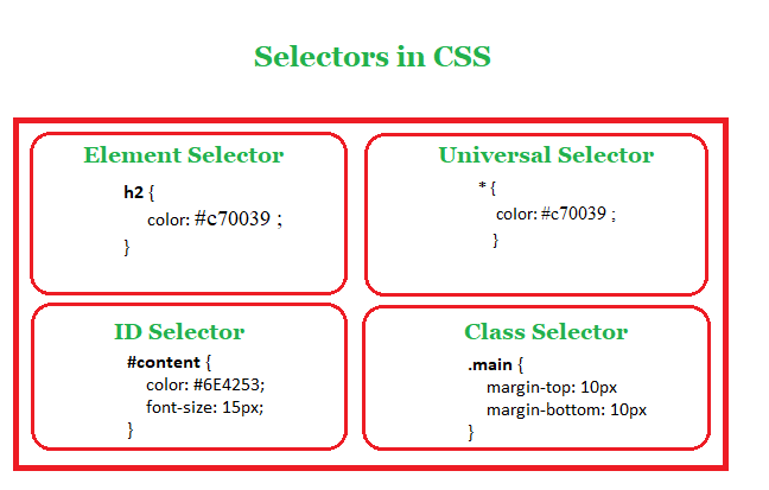 Selectors in CSS
Element Selector
h2 {
color: #c70039 ;
}
Universal Selector
* {
color: #c70039 ;
}
ID Selector
#content {
color: #6E4253;
font-size: 15px;
}
Class Selector
.main {
margin-top: 10px
margin-bottom: 10px
}